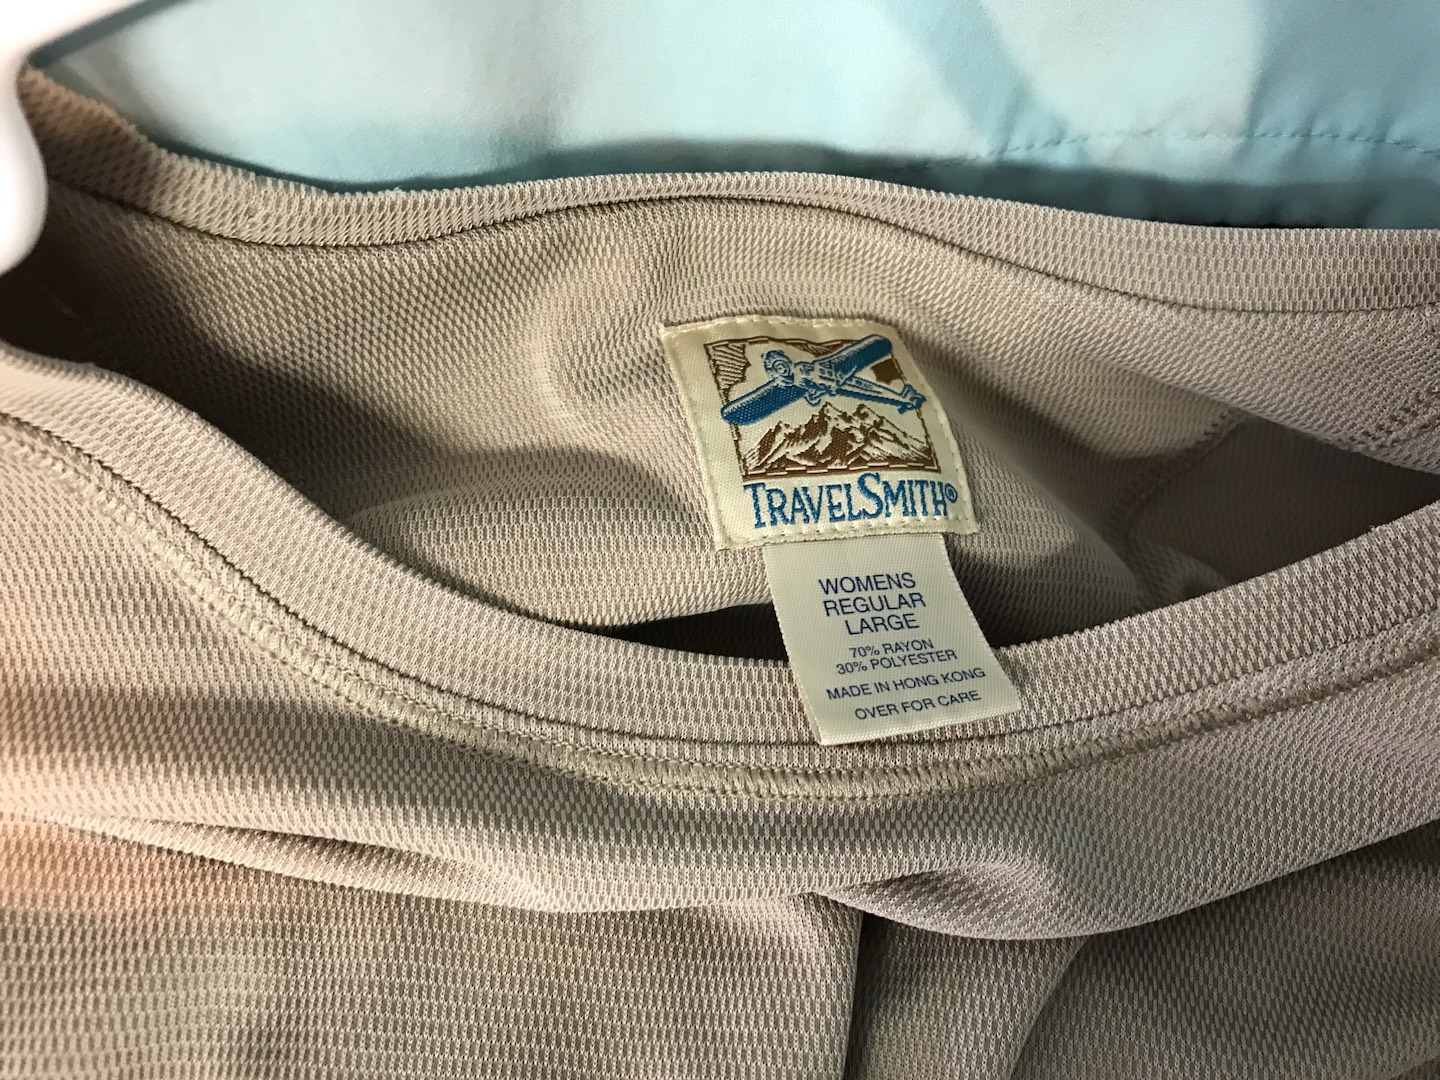 TRAVELSMITH®
WOMENS
REGULAR
LARGE
70% RAYON
30% POLYESTER
MADE IN HONG KONG
OVER FOR CARE